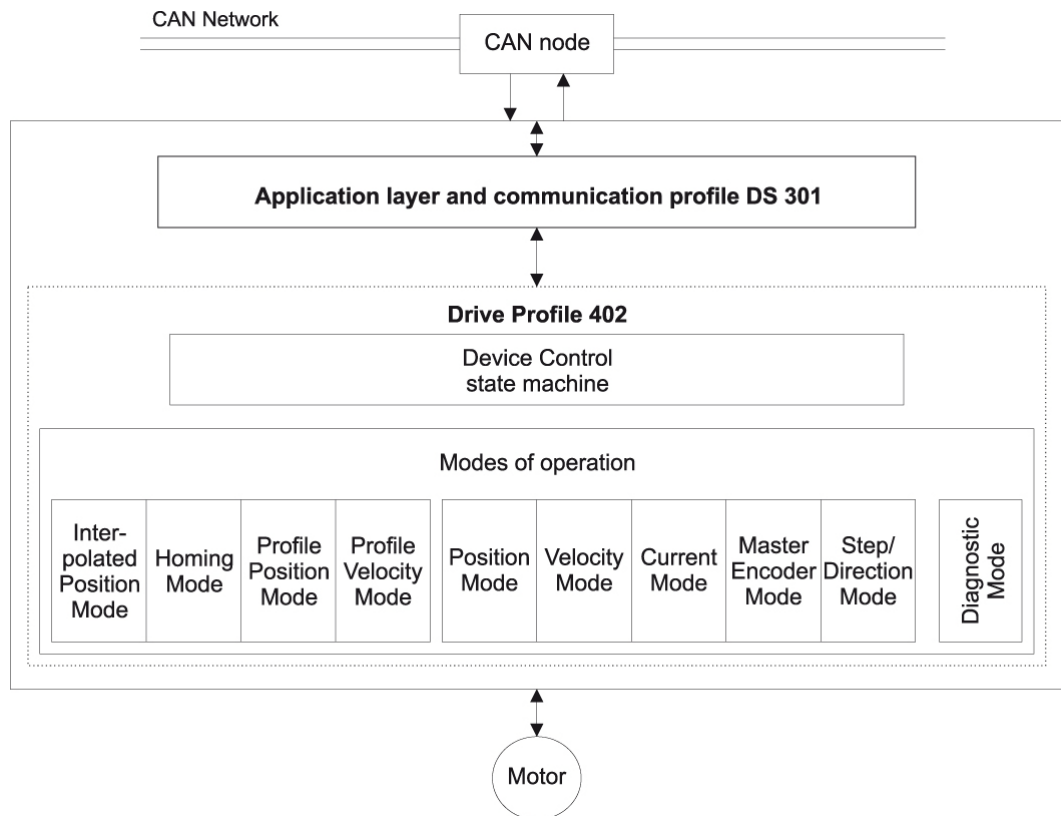 CAN Network
CAN node
Application layer and communication profile DS 301
Drive Profile 402
Device Control
state machine
Modes of operation
Inter-
polated
Position
Mode
Homing
Mode
Profile
Position
Mode
Profile
Velocity
Mode
Position
Mode
Velocity
Mode
Current
Mode
Master
Encoder
Mode
Step/
Direction
Mode
Diagnostic
Mode
Motor